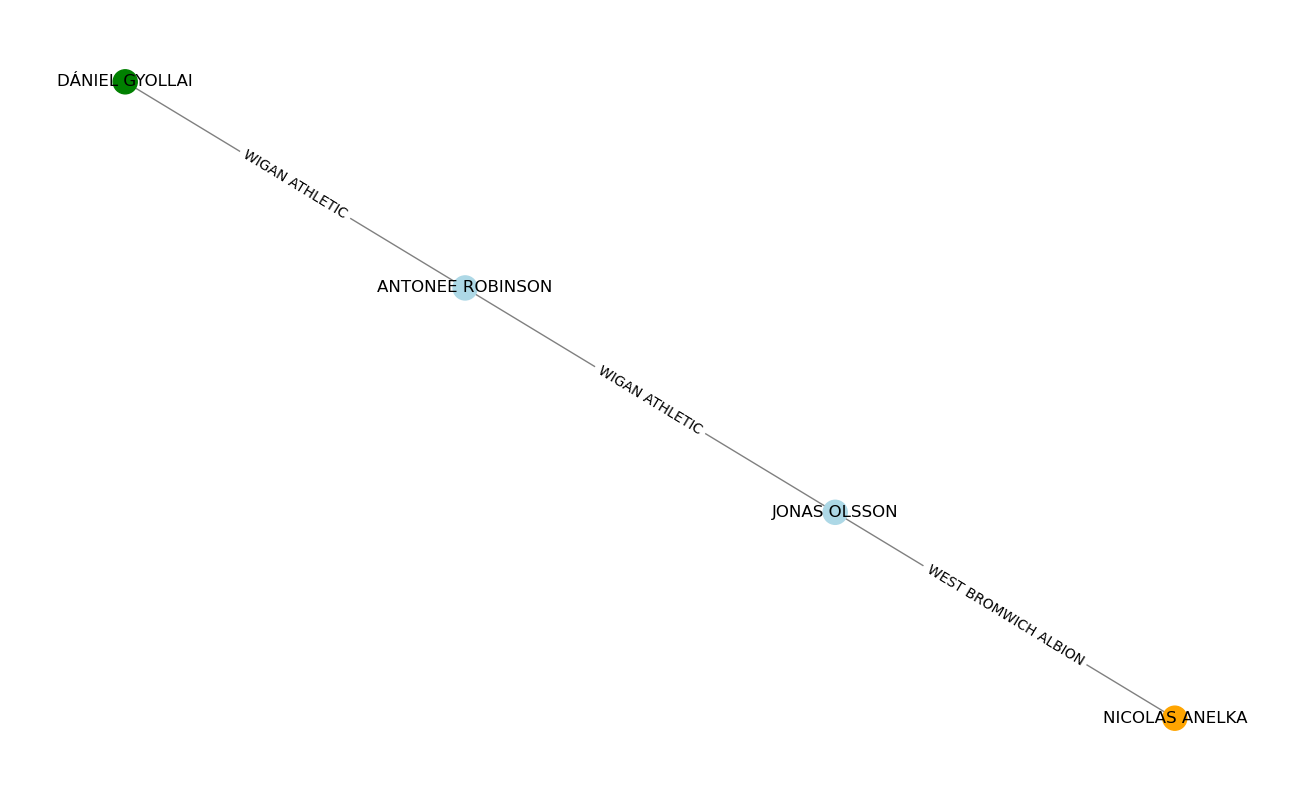 DÁNIEL GYOLLAI
WIGAN ATHLETIC
ANTONEE ROBINSON
WIGAN ATHLETIC
JONAS OLSSON
WEST BROMWICH ALBION
NICOLAS ANELKA